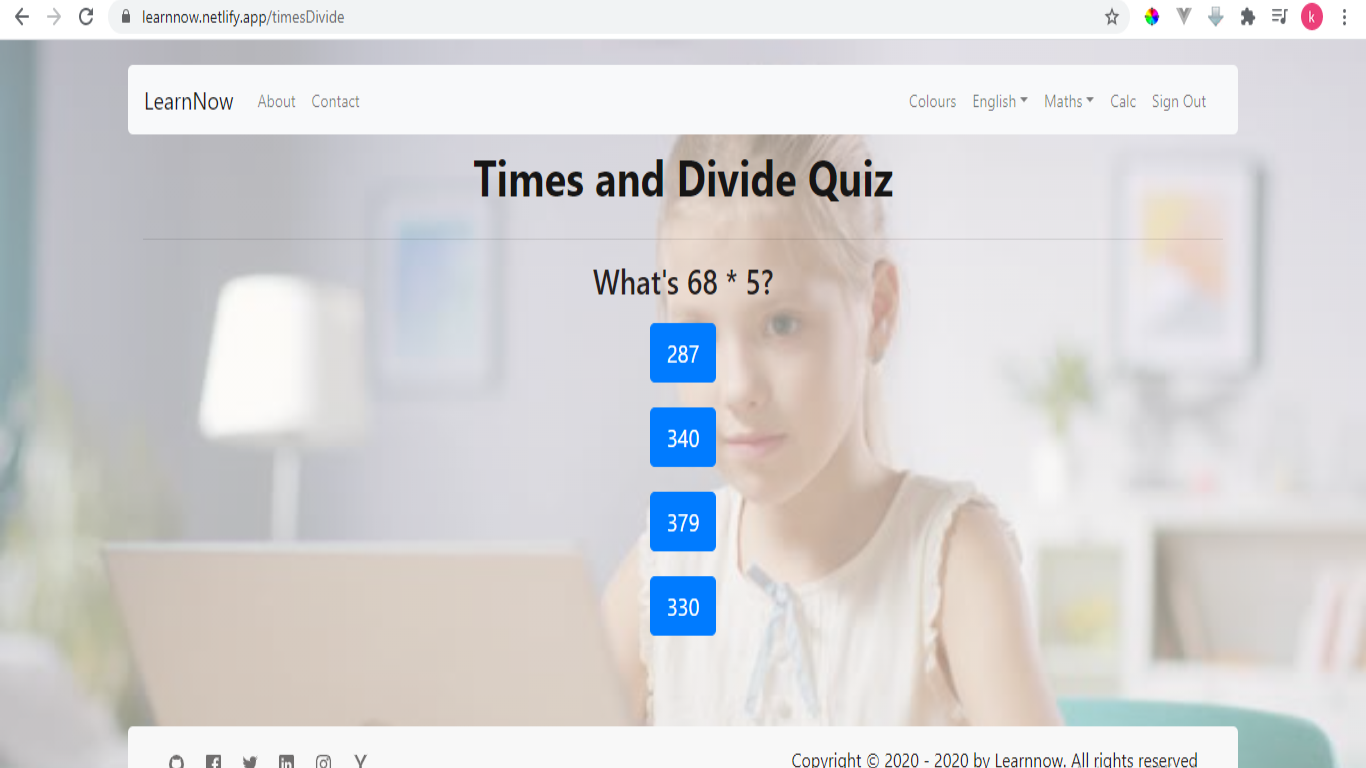 learnnow.netlify.app/timesDivide
k
LearnNow About Contact Colours English Maths Calc Sign Out
Times and Divide Quiz
What's 68 * 5?
287
340
379
330
Copyright © 2020 - 2020 by Learnnow. All rights reserved